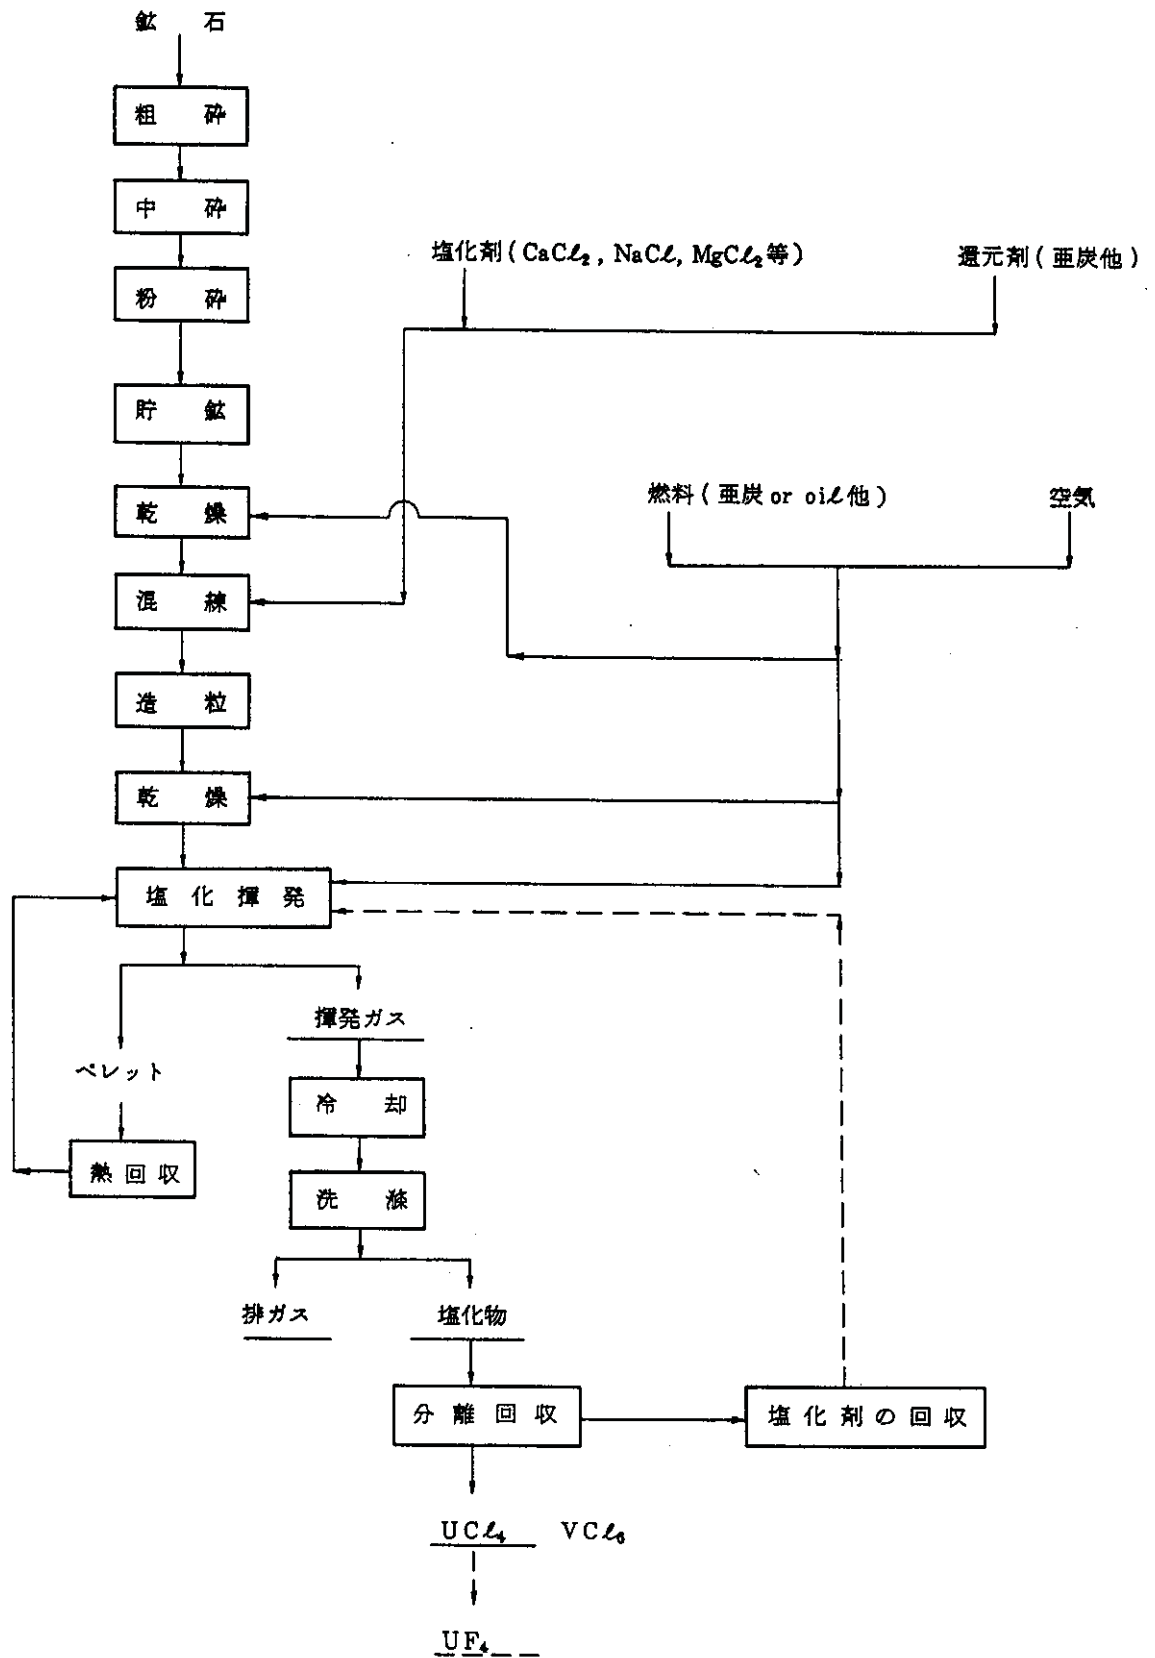 鉱石
粗砕
中砕
粉砕
塩化剤(CaCℓ₂, NaCℓ, MgCℓ₂等)
還元剤(亜炭他)
貯鉱
乾燥
燃料(亜炭 or oiℓ他)
空気
混練
造粒
乾燥
塩化揮発
揮発ガス
ペレット
冷却
熱回収
洗滌
排ガス
塩化物
分離回収
塩化剤の回収
UCℓ₄ VCℓ₆
UF₄